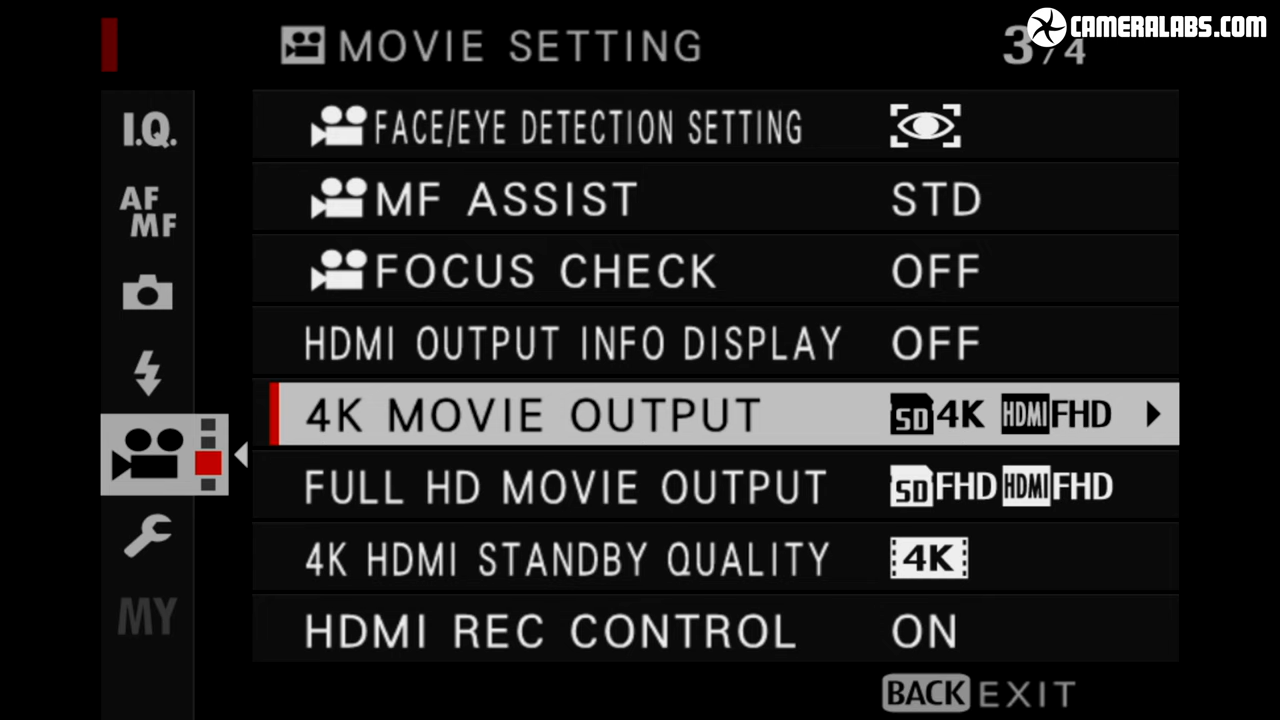 CAMERALABS.COM
MOVIE SETTING 3/4
I.Q.
AF
MF
MY
FACE/EYE DETECTION SETTING
MF ASSIST STD
FOCUS CHECK OFF
HDMI OUTPUT INFO DISPLAY OFF
4K MOVIE OUTPUT SD 4K HDMI FHD
FULL HD MOVIE OUTPUT SD FHD HDMI FHD
4K HDMI STANDBY QUALITY 4K
HDMI REC CONTROL ON
BACK EXIT